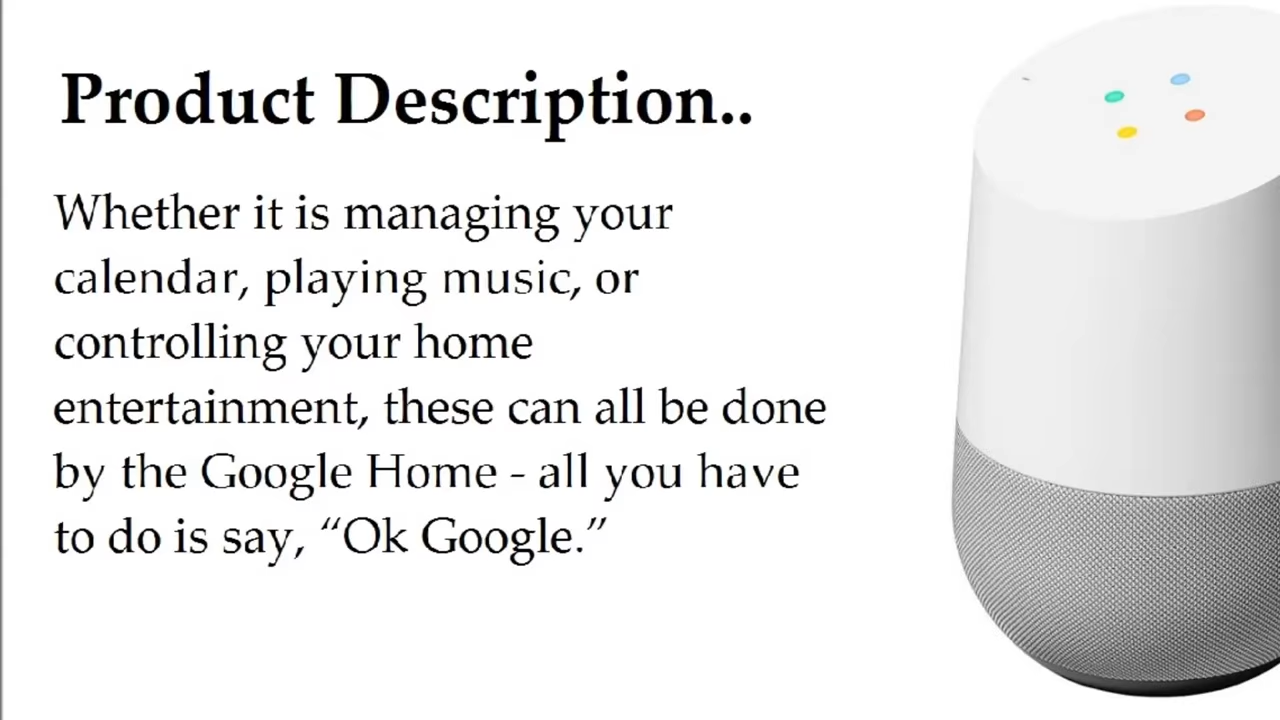 Product Description..
Whether it is managing your
calendar, playing music, or
controlling your home
entertainment, these can all be done
by the Google Home - all you have
to do is say, “Ok Google.”